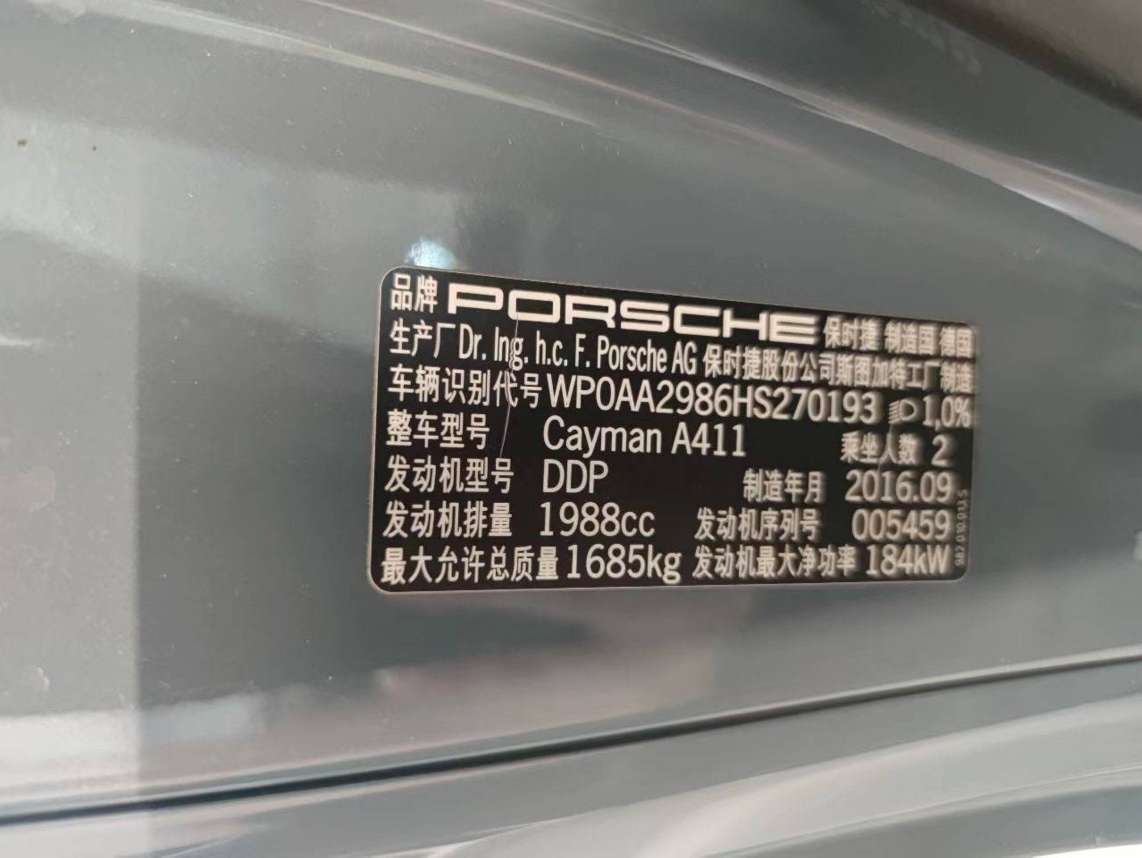 品牌 PORSCHE 保时捷 制造国 德国
生产厂 Dr. Ing. h.c. F. Porsche AG 保时捷股份公司斯图加特工厂制造
车辆识别代号 WP0AA2986HS270193 1,0%
整车型号 Cayman A411 乘坐人数 2
发动机型号 DDP 制造年月 2016.09
发动机排量 1988cc 发动机序列号 005459
最大允许总质量 1685kg 发动机最大净功率 184kW